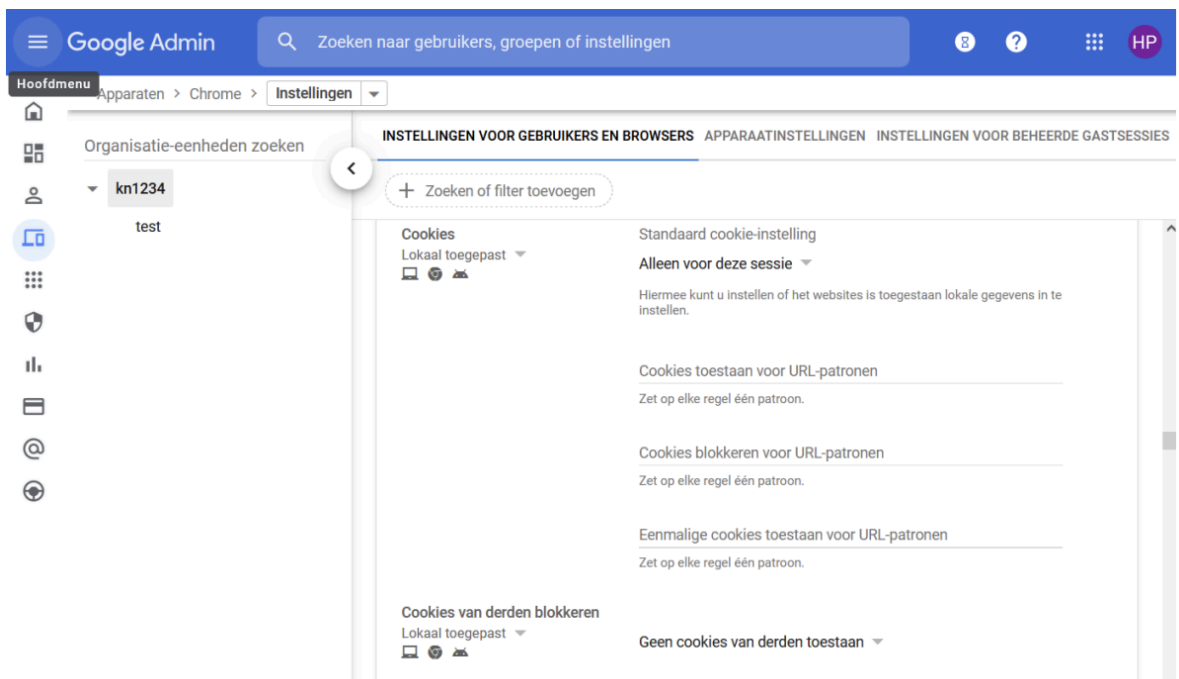 Google Admin
Zoeken naar gebruikers, groepen of instellingen
HP
Hoofdmenu
Apparaten > Chrome > Instellingen
Organisatie-eenheden zoeken
kn1234
test
INSTELLINGEN VOOR GEBRUIKERS EN BROWSERS APPARAATINSTELLINGEN INSTELLINGEN VOOR BEHEERDE GASTSESSIES
+ Zoeken of filter toevoegen
Cookies
Lokaal toegepast
Standaard cookie-instelling
Alleen voor deze sessie
Hiermee kunt u instellen of het websites is toegestaan lokale gegevens in te
instellen.
Cookies toestaan voor URL-patronen
Zet op elke regel één patroon.
Cookies blokkeren voor URL-patronen
Zet op elke regel één patroon.
Eenmalige cookies toestaan voor URL-patronen
Zet op elke regel één patroon.
Cookies van derden blokkeren
Lokaal toegepast
Geen cookies van derden toestaan